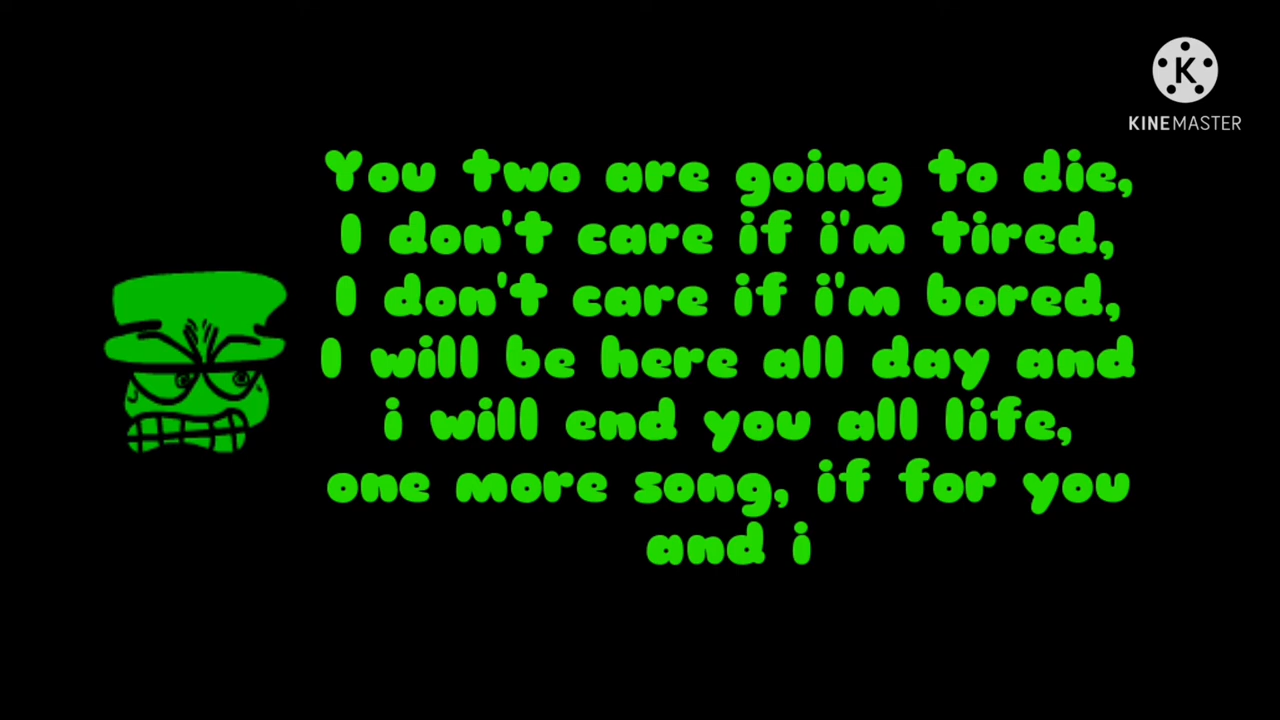 K
KINEMASTER
You two are going to die,
I don't care if i'm tired,
I don't care if i'm bored,
I will be here all day and
i will end you all life,
one more song, if for you
and i